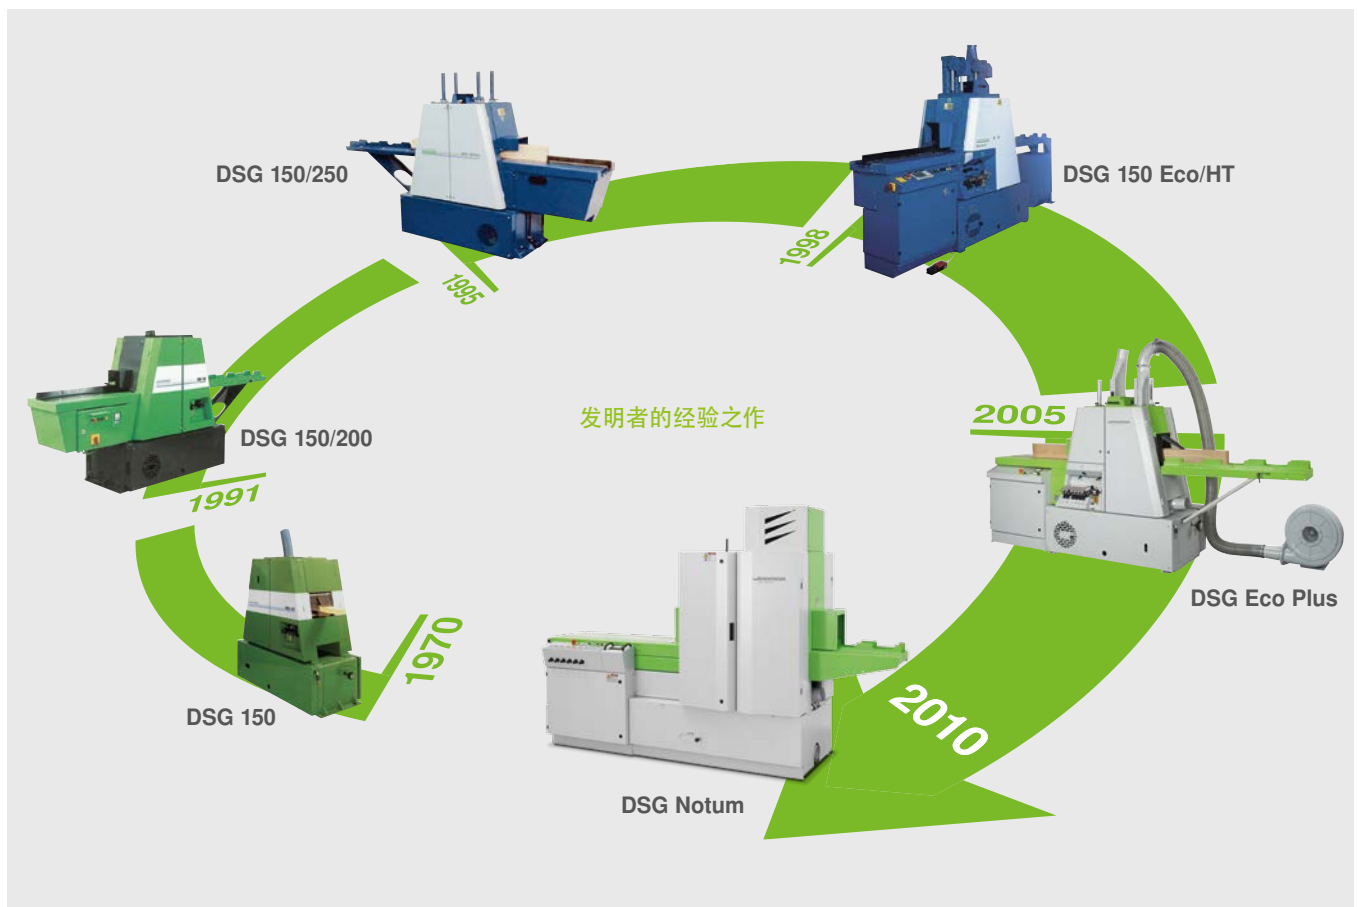 DSG 150/250
DSG 150 Eco/HT
1998
1995
发明者的经验之作
2005
DSG 150/200
1991
DSG Eco Plus
1970
DSG 150
2010
DSG Notum